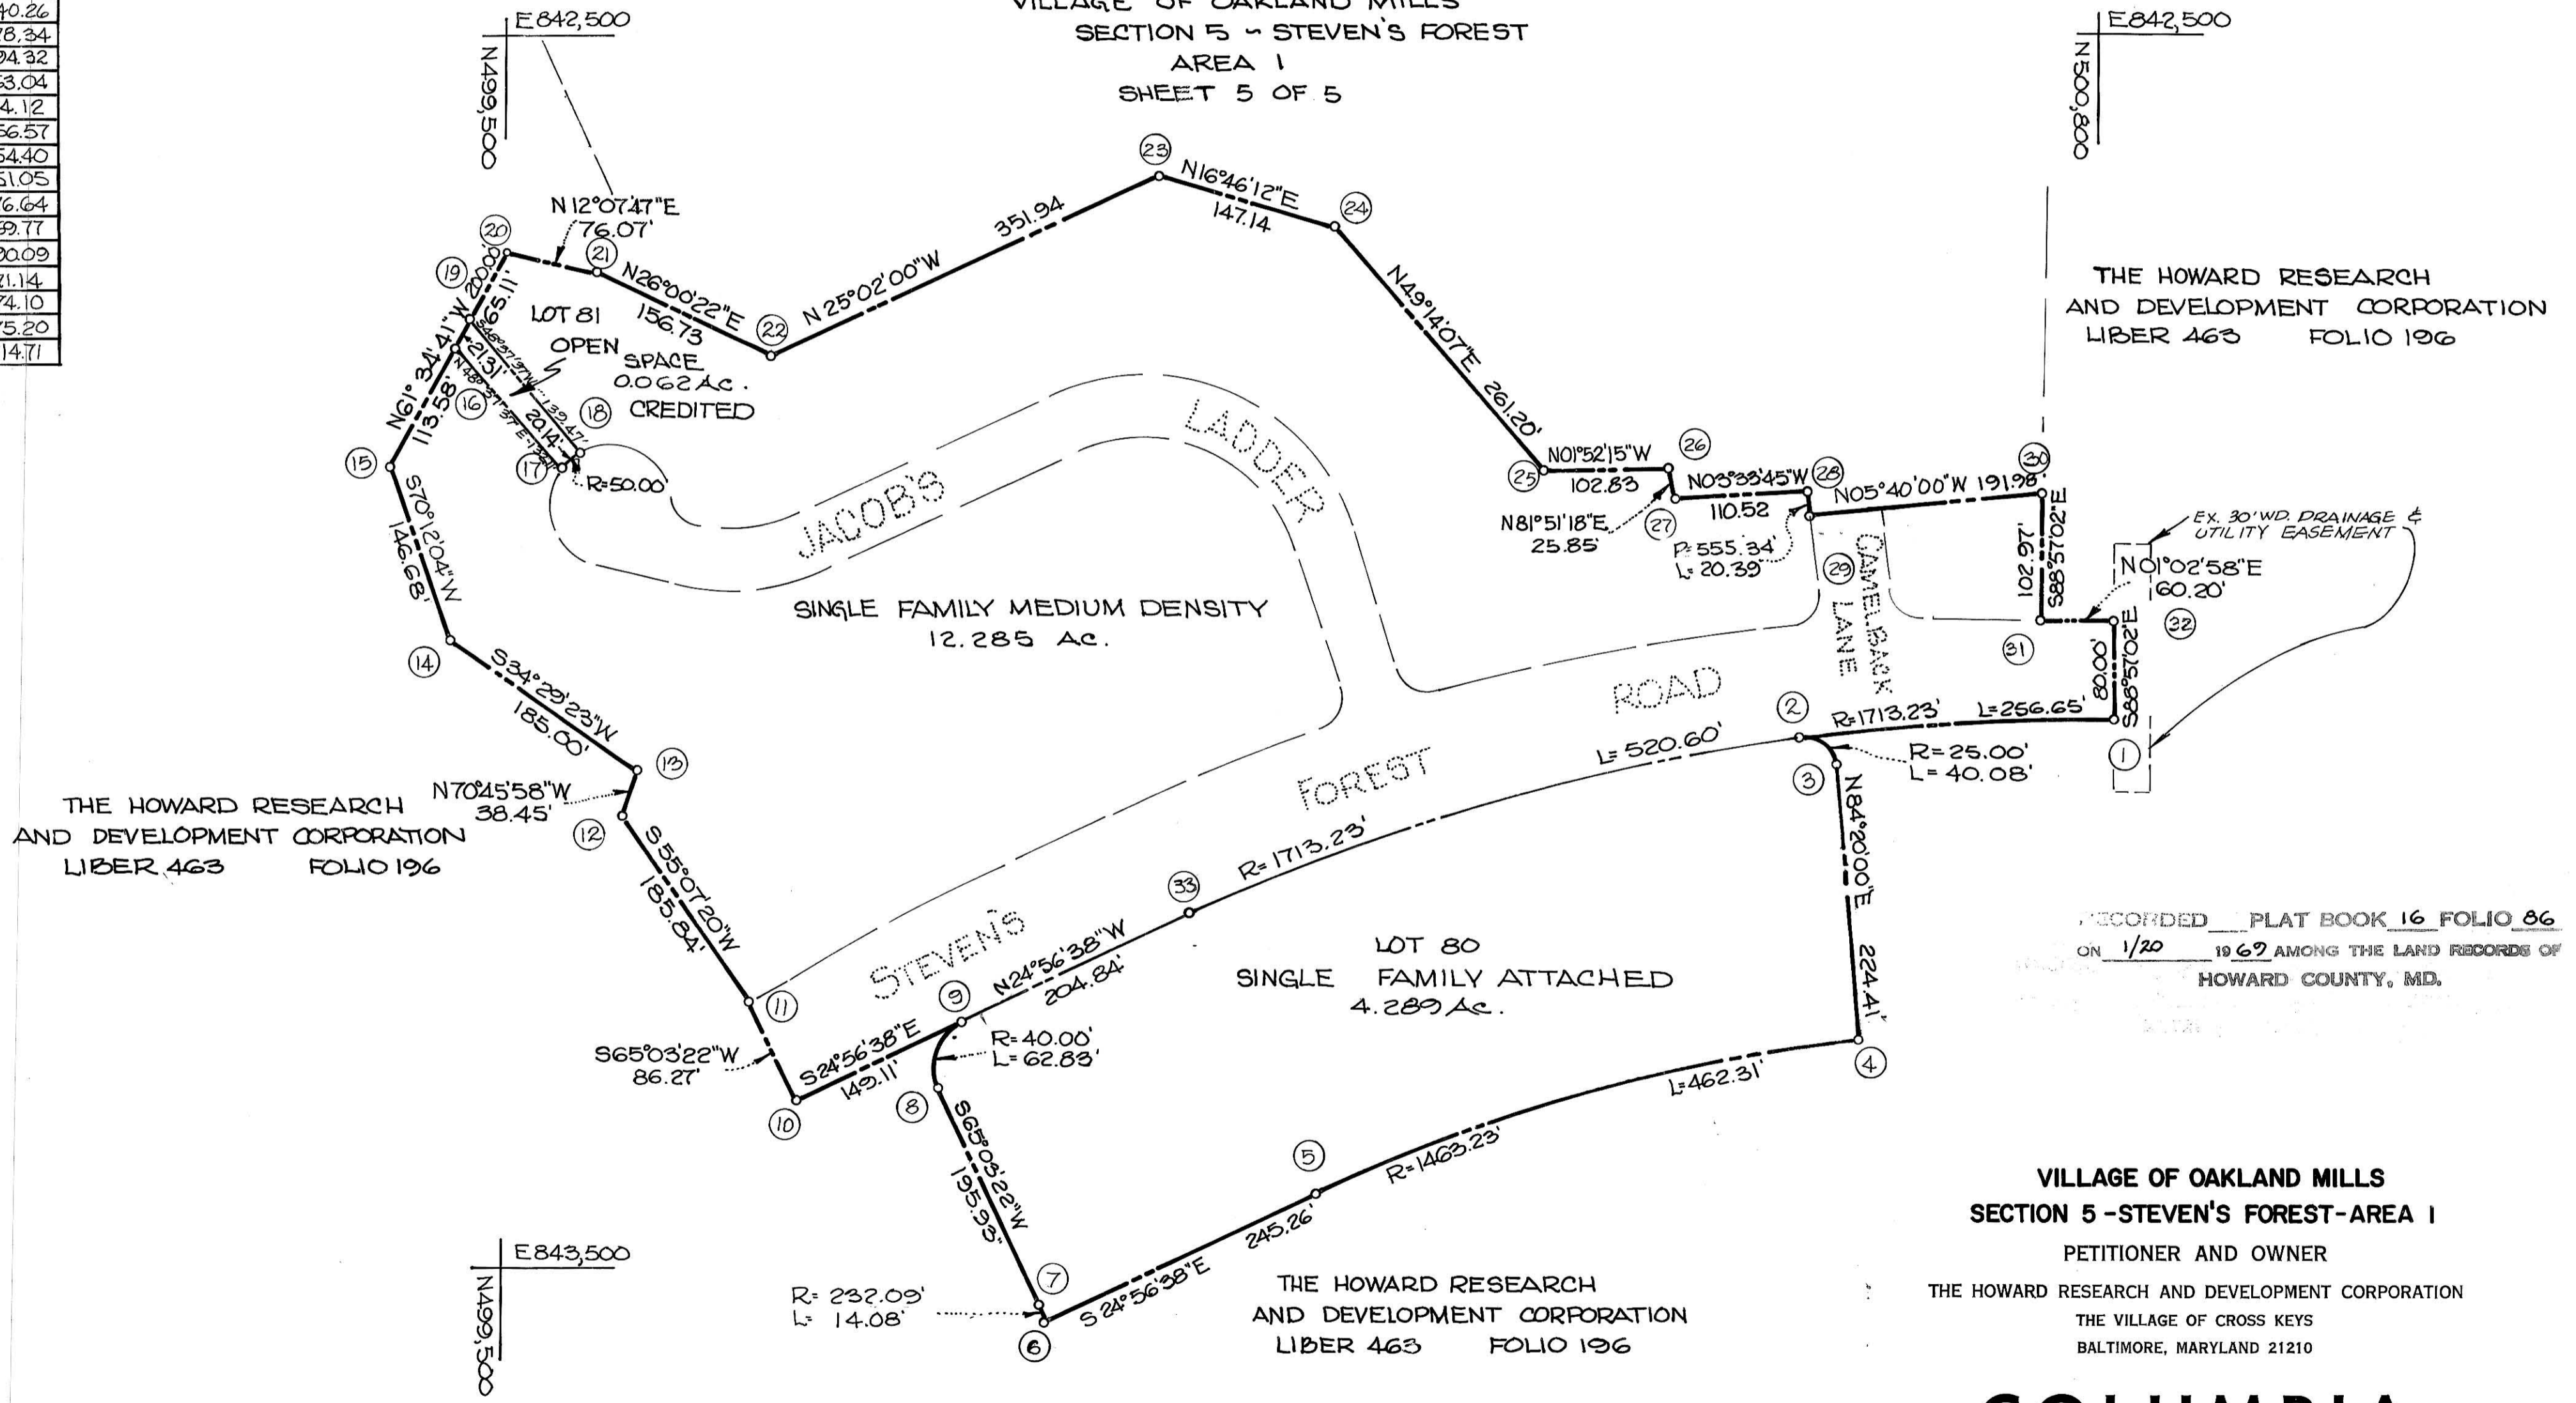 VILLAGE OF OAKLAND MILLS
SECTION 5 ~ STEVEN'S FOREST
AREA 1
SHEET 5 OF 5
40.26
78.34
94.32
53.04
4.12
56.57
54.40
51.05
76.64
59.77
90.09
71.14
74.10
75.20
14.71
E842,500
N499,500
E842,500
N500,800
23
N16°46'12"E
147.14
24
351.94
N25°02'00"W
N12°07'47"E
76.07'
20
21
19
200.00'
65.11'
N26°00'22"E
156.73
22
LOT 81
OPEN
SPACE
0.062 AC.
CREDITED
N61°34'41"W
21.31'
113.58'
16
139.47'
20.14'
18
17
R=50.00'
15
S70°12'04"W
146.68'
14
N49°14'07"E
261.20'
THE HOWARD RESEARCH
AND DEVELOPMENT CORPORATION
LIBER 463 FOLIO 196
25
N01°52'15"W
102.83
26
N81°51'18"E
25.85'
27
N03°33'45"W
110.52
28
N05°40'00"W 191.98'
30
R=555.34'
L=20.39'
29
CAMELBACK
LANE
102.97'
S88°57'02"E
EX. 30' WD. DRAINAGE &
UTILITY EASEMENT
N01°02'58"E
60.20'
32
31
80.00'
S88°57'02"E
1
JACOB'S
LADDER
SINGLE FAMILY MEDIUM DENSITY
12.285 AC.
S34°29'23"W
185.00'
13
N70°45'58"W
38.45'
12
THE HOWARD RESEARCH
AND DEVELOPMENT CORPORATION
LIBER 463 FOLIO 196
S55°07'20"W
185.84'
11
ROAD
FOREST
STEVEN'S
2
R=1713.23'
L=256.65'
L=520.60'
R=25.00'
L=40.08'
3
N84°20'00"E
224.41'
4
R=1713.23'
33
N24°56'38"W
204.84'
LOT 80
SINGLE FAMILY ATTACHED
4.289 AC.
9
R=40.00'
L=62.83'
S24°56'38"E
149.11'
S65°03'22"W
86.27'
10
8
S65°03'22"W
195.93'
L=462.31'
R=1463.23'
5
245.26'
S24°56'38"E
7
R=232.09'
L=14.08'
6
THE HOWARD RESEARCH
AND DEVELOPMENT CORPORATION
LIBER 463 FOLIO 196
E843,500
N499,500
RECORDED PLAT BOOK 16 FOLIO 86
ON 1/20 1969 AMONG THE LAND RECORDS OF
HOWARD COUNTY, MD.
VILLAGE OF OAKLAND MILLS
SECTION 5 -STEVEN'S FOREST-AREA 1
PETITIONER AND OWNER
THE HOWARD RESEARCH AND DEVELOPMENT CORPORATION
THE VILLAGE OF CROSS KEYS
BALTIMORE, MARYLAND 21210
COLUMBIA